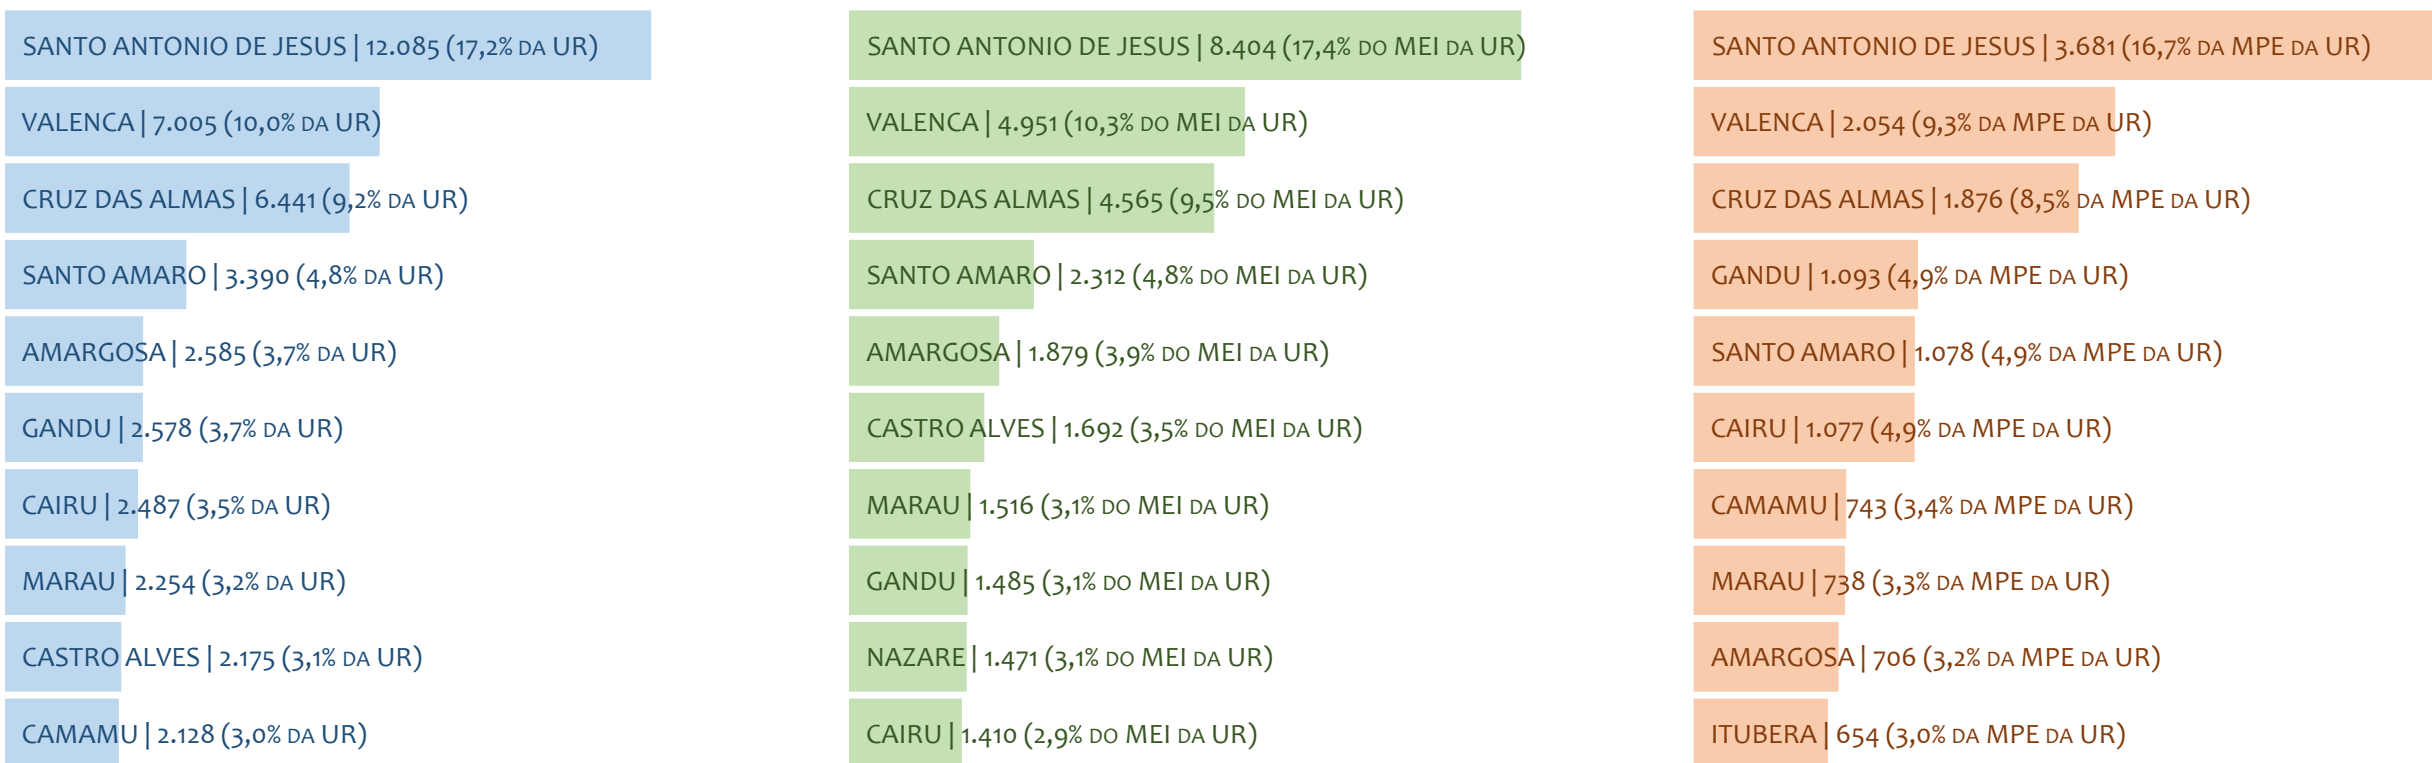 SANTO ANTONIO DE JESUS | 12.085 (17,2% DA UR)
VALENCA | 7.005 (10,0% DA UR)
CRUZ DAS ALMAS | 6.441 (9,2% DA UR)
SANTO AMARO | 3.390 (4,8% DA UR)
AMARGOSA | 2.585 (3,7% DA UR)
GANDU | 2.578 (3,7% DA UR)
CAIRU | 2.487 (3,5% DA UR)
MARAU | 2.254 (3,2% DA UR)
CASTRO ALVES | 2.175 (3,1% DA UR)
CAMAMU | 2.128 (3,0% DA UR)
SANTO ANTONIO DE JESUS | 8.404 (17,4% DO MEI DA UR)
VALENCA | 4.951 (10,3% DO MEI DA UR)
CRUZ DAS ALMAS | 4.565 (9,5% DO MEI DA UR)
SANTO AMARO | 2.312 (4,8% DO MEI DA UR)
AMARGOSA | 1.879 (3,9% DO MEI DA UR)
CASTRO ALVES | 1.692 (3,5% DO MEI DA UR)
MARAU | 1.516 (3,1% DO MEI DA UR)
GANDU | 1.485 (3,1% DO MEI DA UR)
NAZARE | 1.471 (3,1% DO MEI DA UR)
CAIRU | 1.410 (2,9% DO MEI DA UR)
SANTO ANTONIO DE JESUS | 3.681 (16,7% DA MPE DA UR)
VALENCA | 2.054 (9,3% DA MPE DA UR)
CRUZ DAS ALMAS | 1.876 (8,5% DA MPE DA UR)
GANDU | 1.093 (4,9% DA MPE DA UR)
SANTO AMARO | 1.078 (4,9% DA MPE DA UR)
CAIRU | 1.077 (4,9% DA MPE DA UR)
CAMAMU | 743 (3,4% DA MPE DA UR)
MARAU | 738 (3,3% DA MPE DA UR)
AMARGOSA | 706 (3,2% DA MPE DA UR)
ITUBERA | 654 (3,0% DA MPE DA UR)